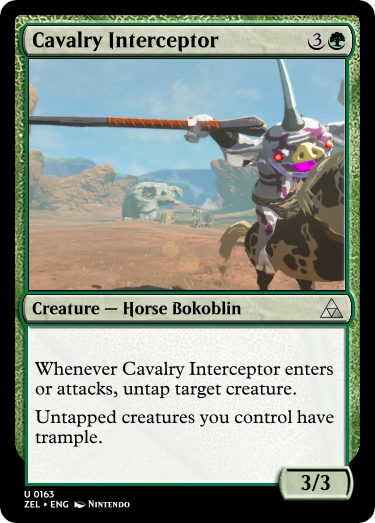 Cavalry Interceptor 3
Creature — Horse Bokoblin
Whenever Cavalry Interceptor enters
or attacks, untap target creature.
Untapped creatures you control have
trample.
3/3
U 0163
ZEL • ENG Nintendo